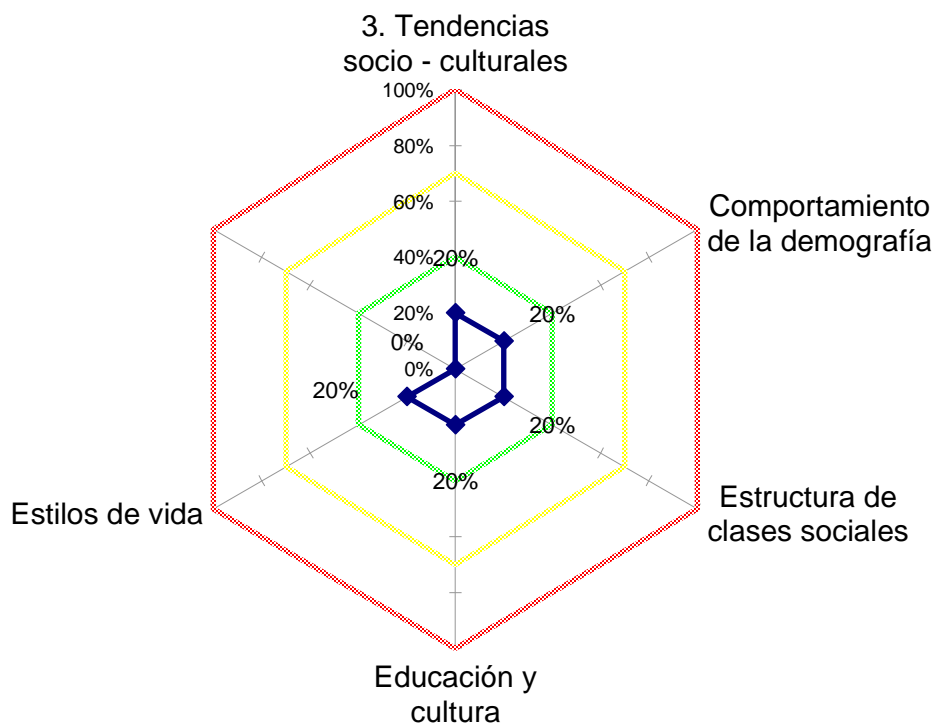 3. Tendencias
socio - culturales
100%
80%
Comportamiento
de la demografía
60%
40%
20%
20%
20%
0%
0%
20%
20%
20%
Estilos de vida
Estructura de
clases sociales
Educación y
cultura